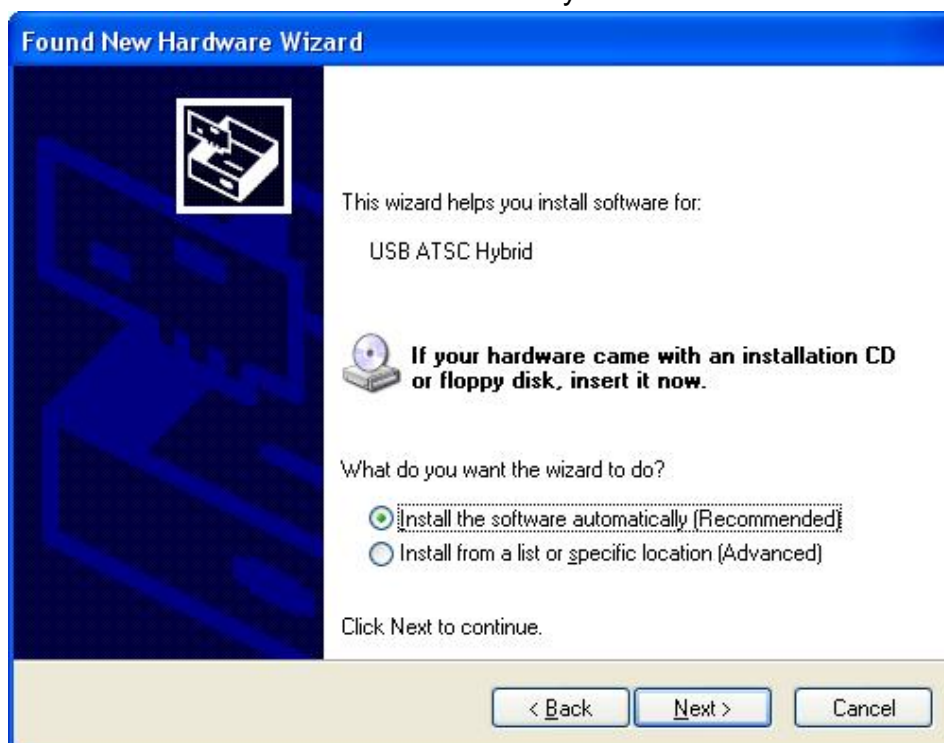 Found New Hardware Wizard
This wizard helps you install software for:
USB ATSC Hybrid
If your hardware came with an installation CD
or floppy disk, insert it now.
What do you want the wizard to do?
Install the software automatically (Recommended)
Install from a list or specific location (Advanced)
Click Next to continue.
< Back Next > Cancel